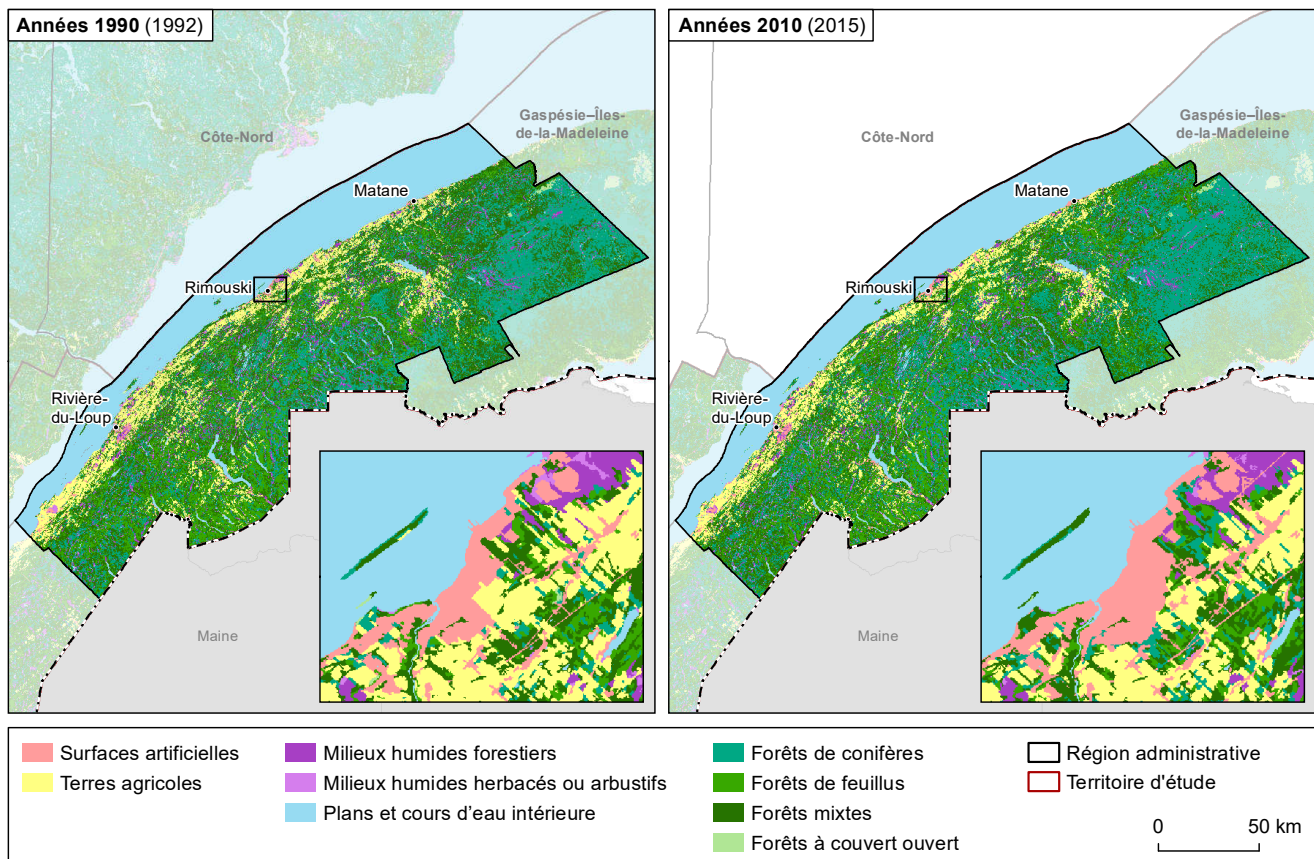 Années 1990 (1992)
Côte-Nord
Gaspésie–Îles-
de-la-Madeleine
Matane
Rimouski
Rivière-
du-Loup
Maine
Années 2010 (2015)
Côte-Nord
Gaspésie–Îles-
de-la-Madeleine
Matane
Rimouski
Rivière-
du-Loup
Maine
Surfaces artificielles
Terres agricoles
Milieux humides forestiers
Milieux humides herbacés ou arbustifs
Plans et cours d’eau intérieure
Forêts de conifères
Forêts de feuillus
Forêts mixtes
Forêts à couvert ouvert
Région administrative
Territoire d'étude
0 50 km